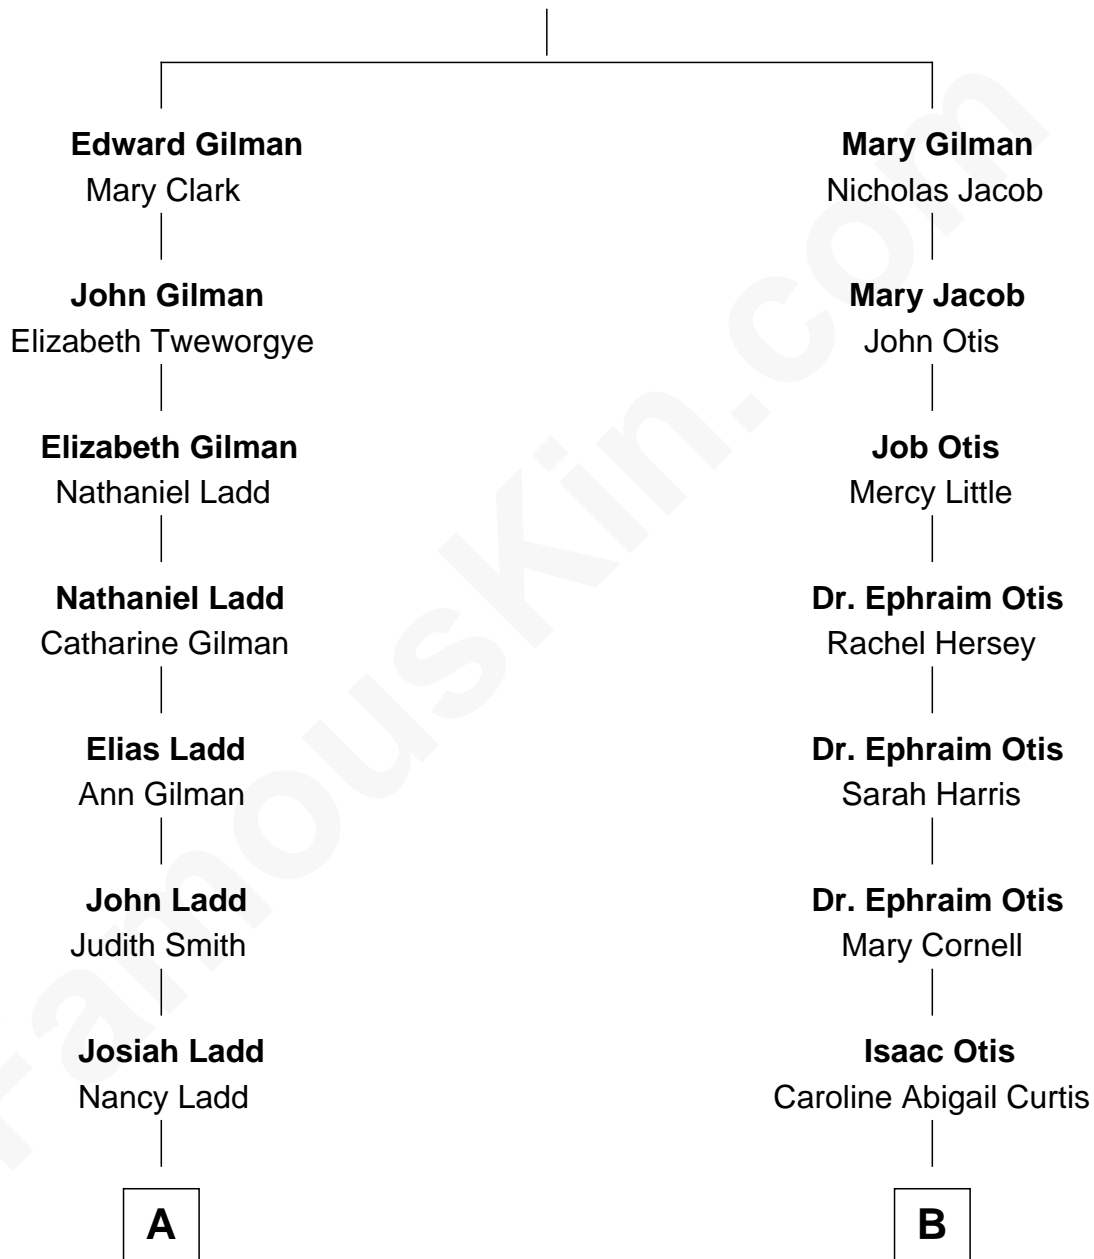 Edward Gilman
Mary Clark
John Gilman
Elizabeth Tweworgye
Elizabeth Gilman
Nathaniel Ladd
Nathaniel Ladd
Catharine Gilman
Elias Ladd
Ann Gilman
John Ladd
Judith Smith
Josiah Ladd
Nancy Ladd
A
Mary Gilman
Nicholas Jacob
Mary Jacob
John Otis
Job Otis
Mercy Little
Dr. Ephraim Otis
Rachel Hersey
Dr. Ephraim Otis
Sarah Harris
Dr. Ephraim Otis
Mary Cornell
Isaac Otis
Caroline Abigail Curtis
B
FamousKin.com